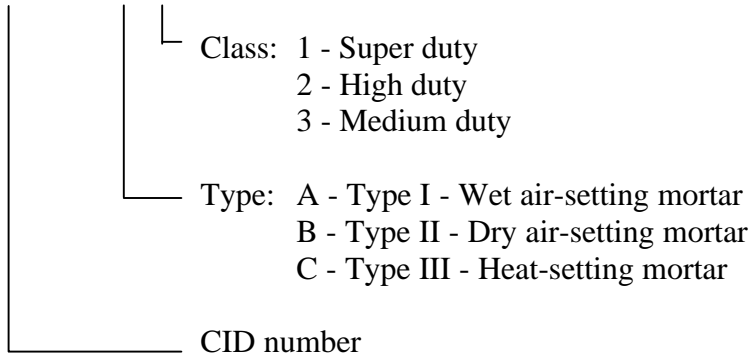 Class: 1 - Super duty
2 - High duty
3 - Medium duty
Type: A - Type I - Wet air-setting mortar
B - Type II - Dry air-setting mortar
C - Type III - Heat-setting mortar
CID number